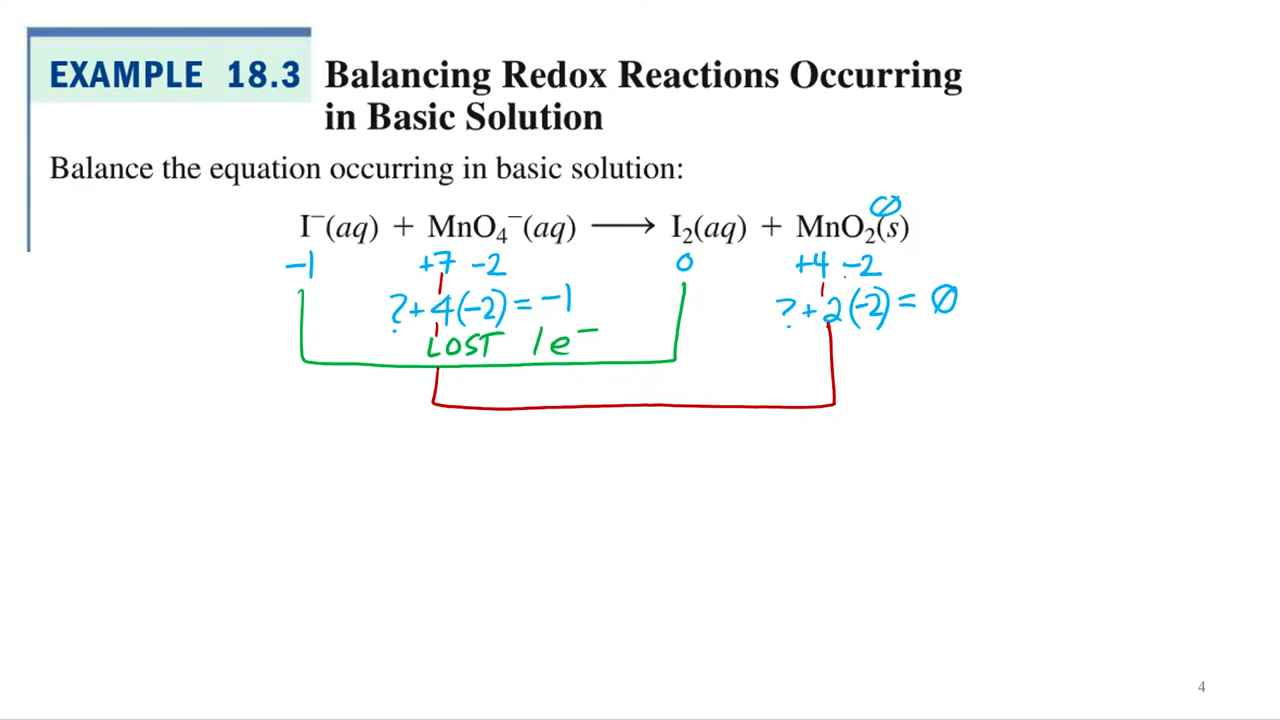 EXAMPLE 18.3 Balancing Redox Reactions Occurring
in Basic Solution
Balance the equation occurring in basic solution:
∅
I⁻(aq) + MnO₄⁻(aq) ⟶ I₂(aq) + MnO₂(s)
-1 +7 -2 0 +4 -2
? + 4(-2) = -1 ? + 2(-2) = ∅
LOST 1e⁻
4